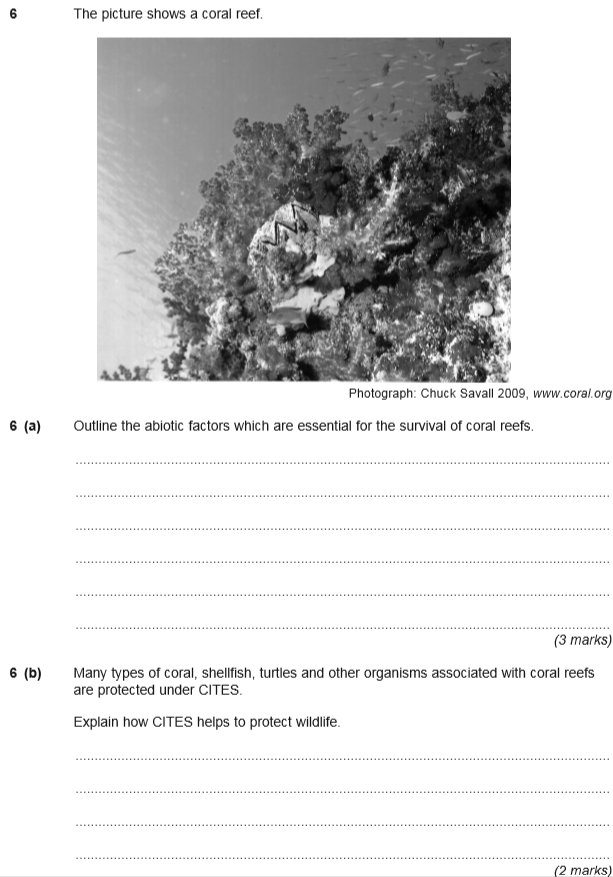 6 The picture shows a coral reef.
Photograph: Chuck Savall 2009, www.coral.org
6 (a) Outline the abiotic factors which are essential for the survival of coral reefs.
(3 marks)
6 (b) Many types of coral, shellfish, turtles and other organisms associated with coral reefs
are protected under CITES.
Explain how CITES helps to protect wildlife.
(2 marks)